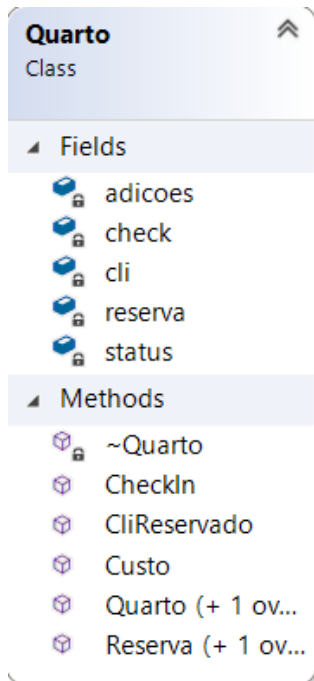 Quarto
Class
Fields
adicoes
check
cli
reserva
status
Methods
~Quarto
CheckIn
CliReservado
Custo
Quarto (+ 1 ov...
Reserva (+ 1 ov...